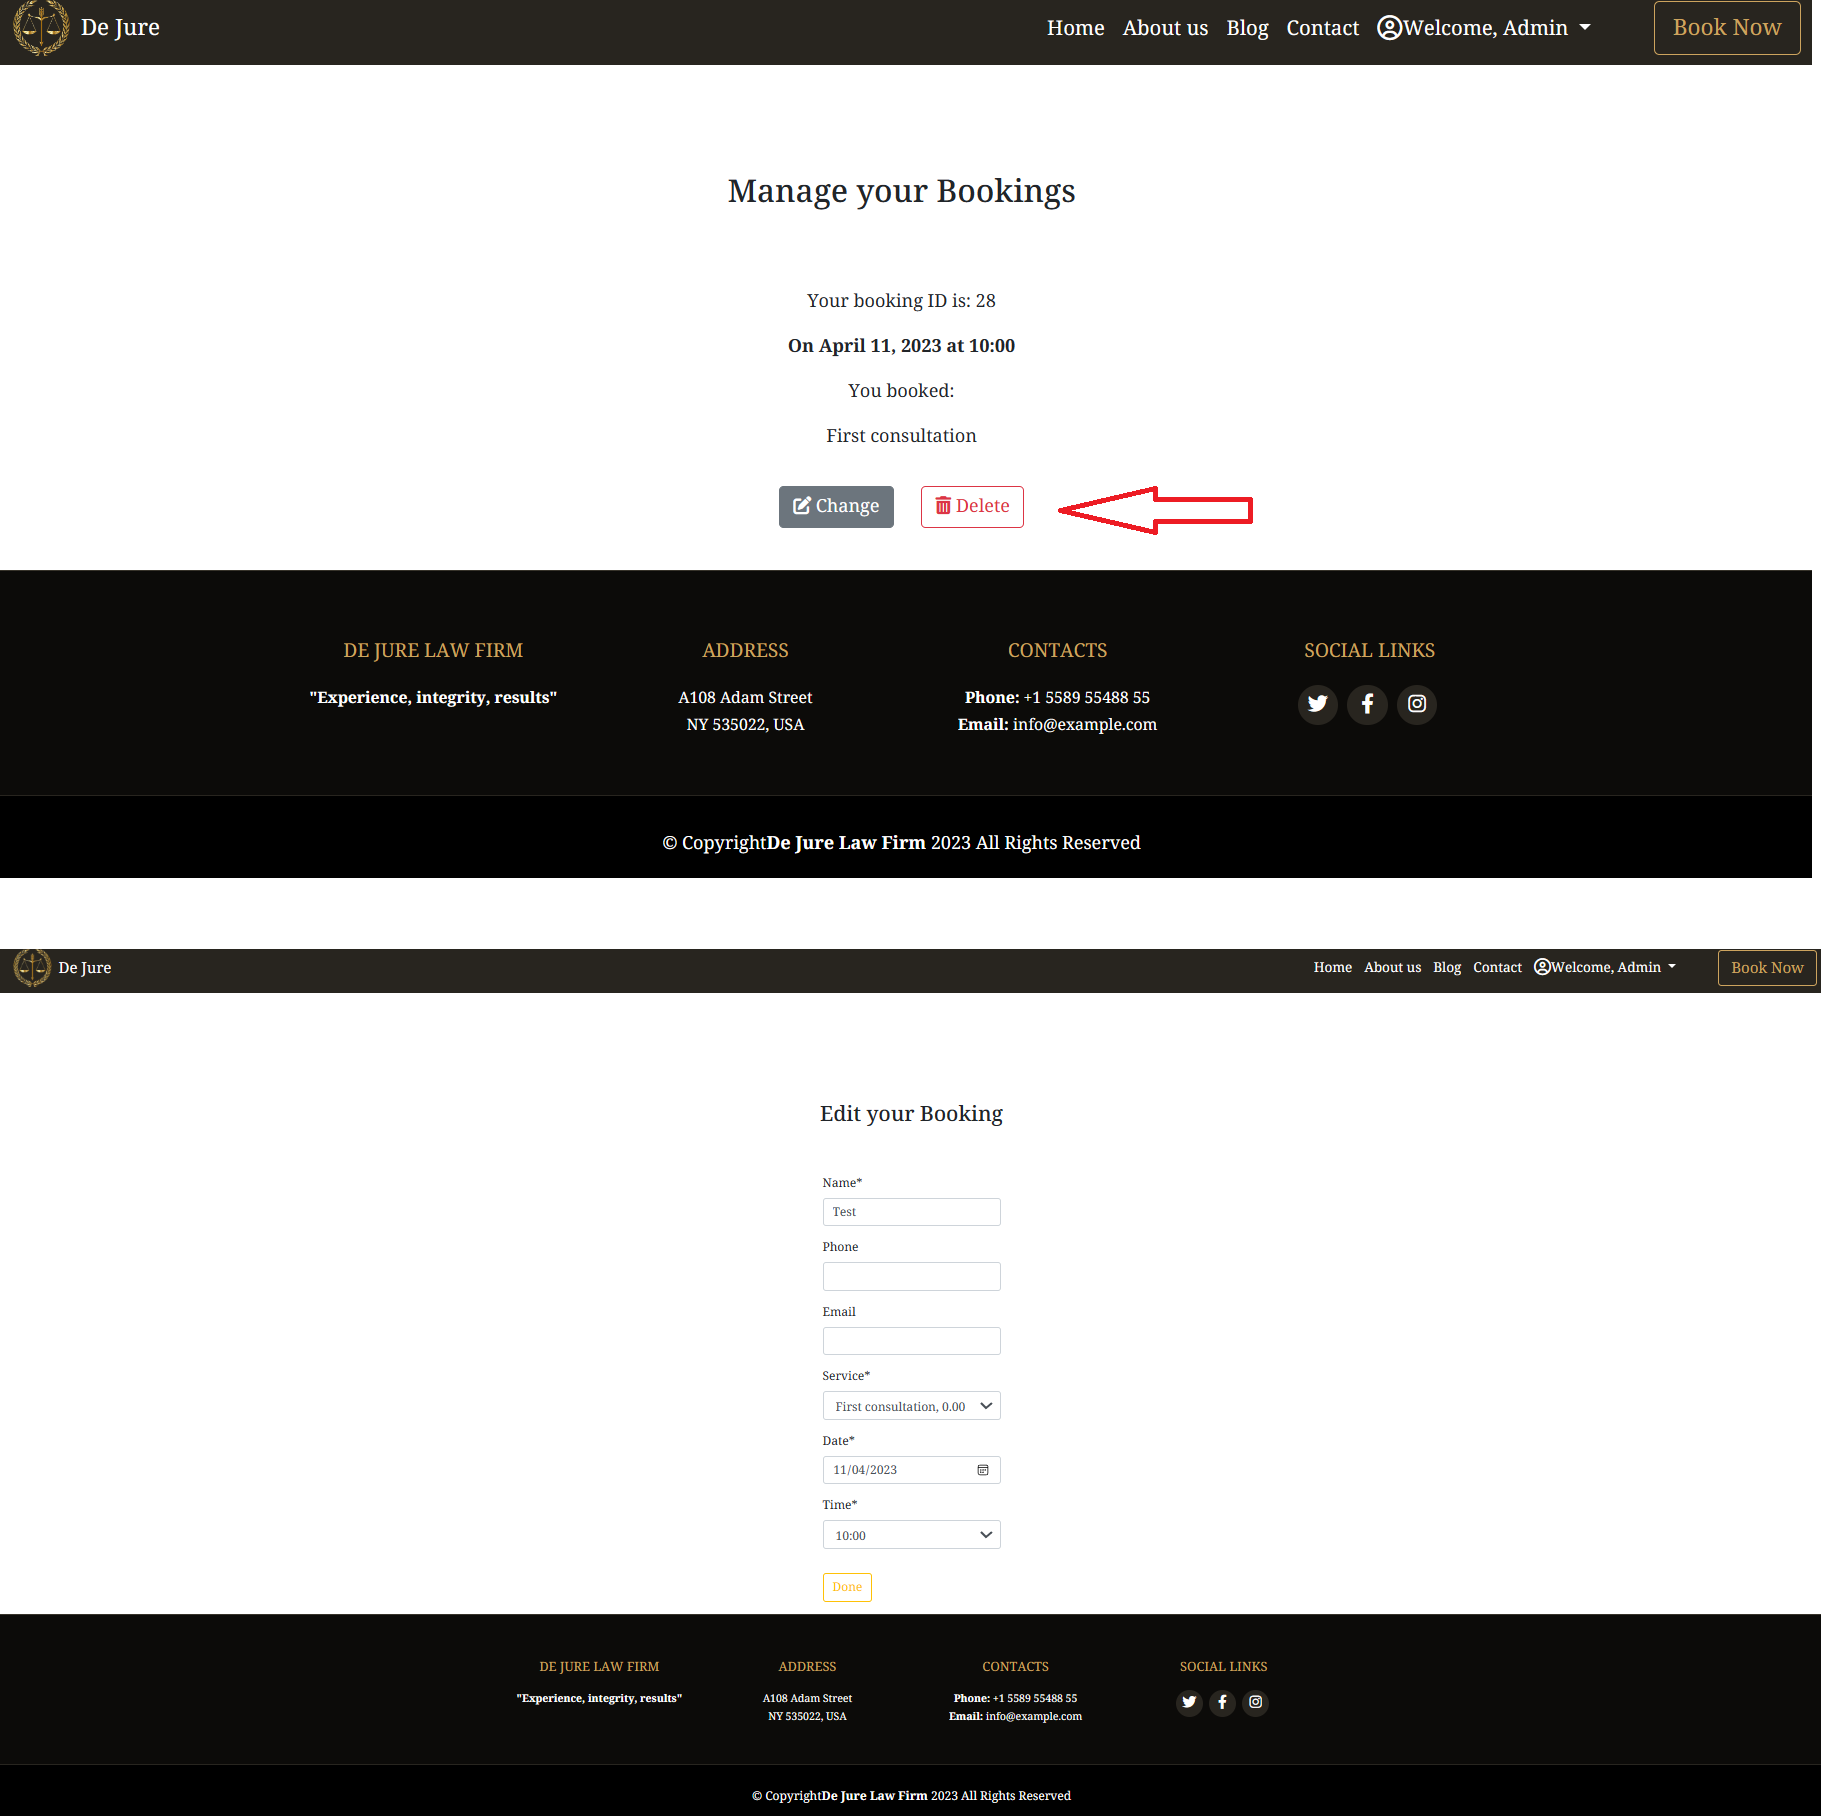 De Jure
Home About us Blog Contact Welcome, Admin Book Now
Manage your Bookings
Your booking ID is: 28
On April 11, 2023 at 10:00
You booked:
First consultation
Change Delete
DE JURE LAW FIRM ADDRESS CONTACTS SOCIAL LINKS
"Experience, integrity, results" A108 Adam Street Phone: +1 5589 55488 55
NY 535022, USA Email: info@example.com
© CopyrightDe Jure Law Firm 2023 All Rights Reserved
De Jure
Home About us Blog Contact Welcome, Admin Book Now
Edit your Booking
Name*
Test
Phone
Email
Service*
First consultation, 0.00
Date*
11/04/2023
Time*
10:00
Done
DE JURE LAW FIRM ADDRESS CONTACTS SOCIAL LINKS
"Experience, integrity, results" A108 Adam Street Phone: +1 5589 55488 55
NY 535022, USA Email: info@example.com
© CopyrightDe Jure Law Firm 2023 All Rights Reserved